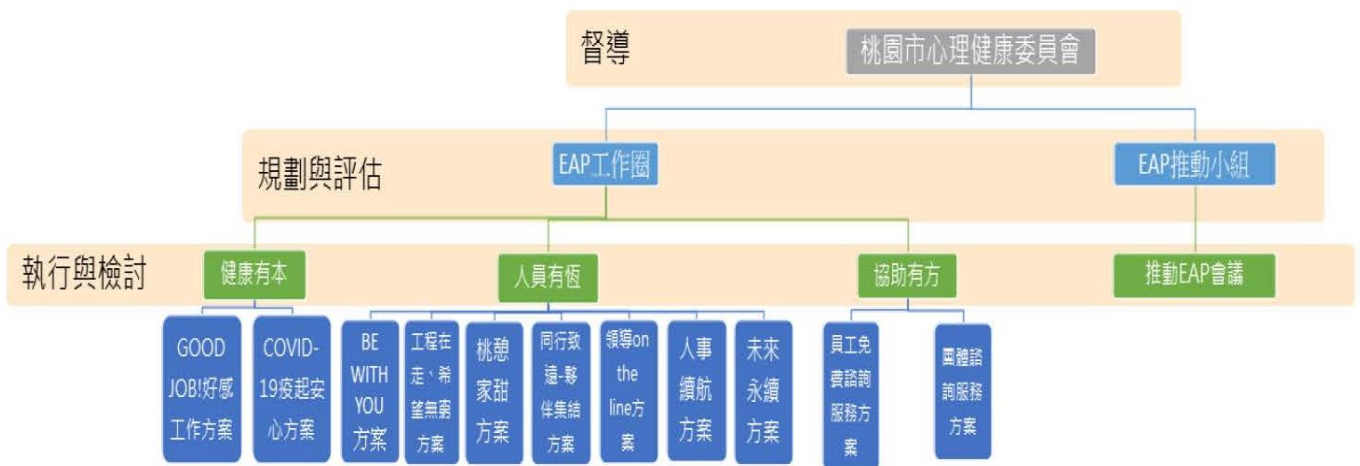 督導
桃園市心理健康委員會
規劃與評估
EAP工作圈
EAP推動小組
執行與檢討
健康有本
人員有恆
協助有方
推動EAP會議
GOOD
JOB!好感
工作方案
COVID-
19疫起安
心方案
BE
WITH
YOU
方案
工程在
走、希
望無窮
方案
桃憩
家甜
方案
同行致
遠-夥
伴集結
方案
領導on
the
line方
案
人事
續航
方案
未來
永續
方案
員工免
費諮詢
服務方
案
團體諮
詢服務
方案